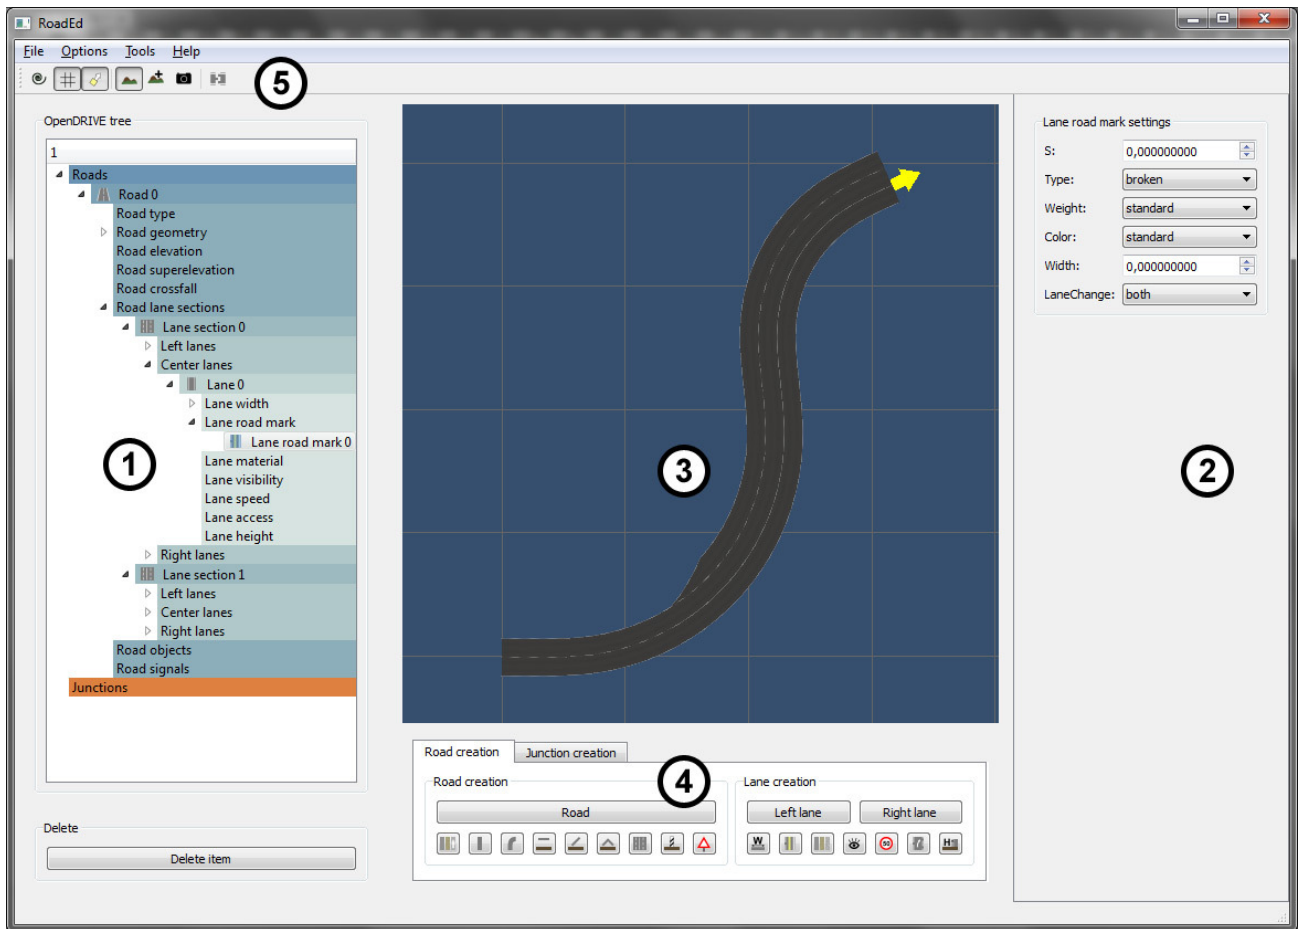 RoadEd
File Options Tools Help
5
OpenDRIVE tree
1
Roads
Road 0
Road type
Road geometry
Road elevation
Road superelevation
Road crossfall
Road lane sections
Lane section 0
Left lanes
Center lanes
Lane 0
Lane width
Lane road mark
Lane road mark 0
Lane material
Lane visibility
Lane speed
Lane access
Lane height
Right lanes
Lane section 1
Left lanes
Center lanes
Right lanes
Road objects
Road signals
Junctions
1
Delete
Delete item
3
Road creation Junction creation
Road creation
Road
4
Lane creation
Left lane Right lane
W
50
H
Lane road mark settings
S: 0,000000000
Type: broken
Weight: standard
Color: standard
Width: 0,000000000
LaneChange: both
2